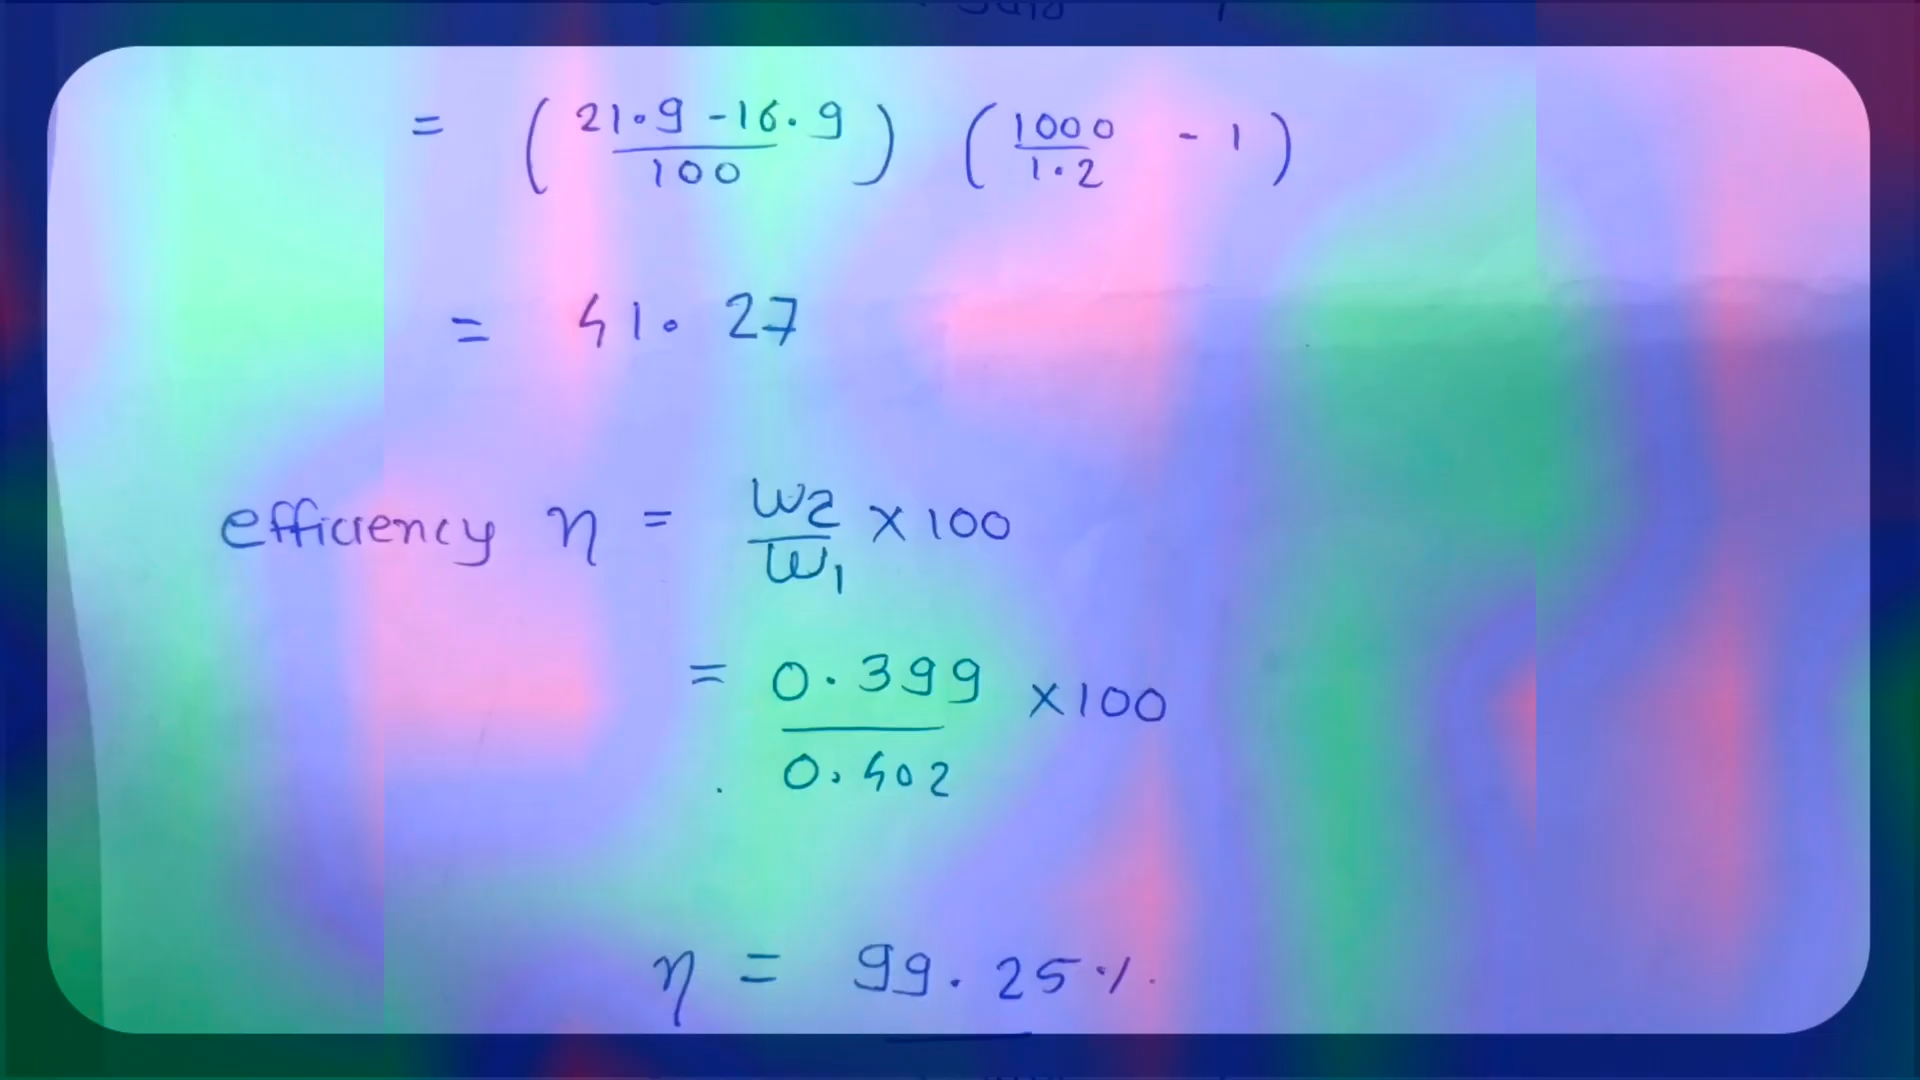 = ( 21.9 - 16.9 / 100 ) ( 1000 / 1.2 - 1 )
= 41.27
efficiency η = W2 / W1 × 100
= 0.399 / 0.402 × 100
η = 99.25 %